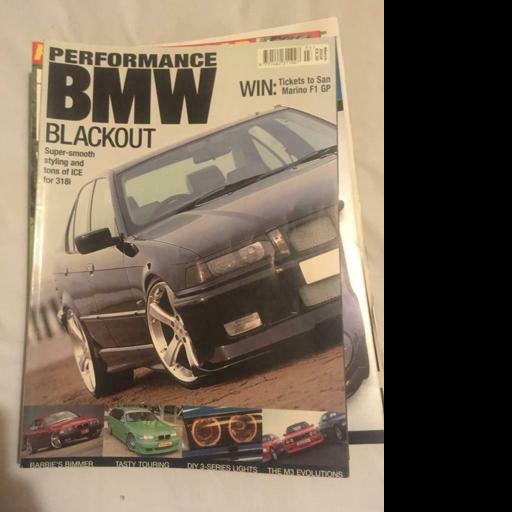 PERFORMANCE
BMW
WIN: Tickets to San
Marino F1 GP
BLACKOUT
Super-smooth
styling and
tons of ICE
for 318i
BARBIE'S BIMMER
TASTY TOURING
DIY 3-SERIES LIGHTS
THE M3 EVOLUTIONS